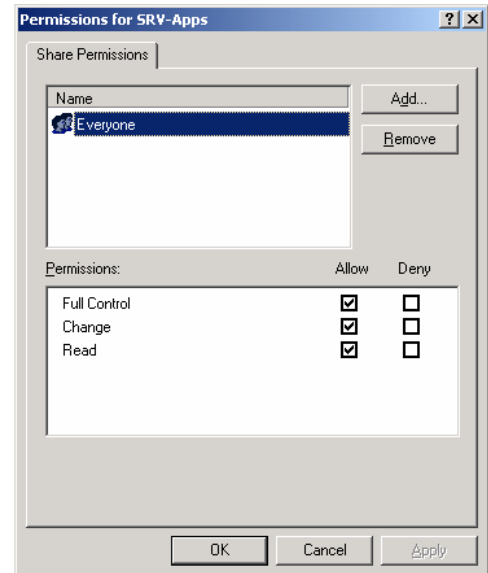 Permissions for SRV-Apps
Share Permissions
Name
Add...
Everyone
Remove
Permissions: Allow Deny
Full Control
Change
Read
OK Cancel Apply